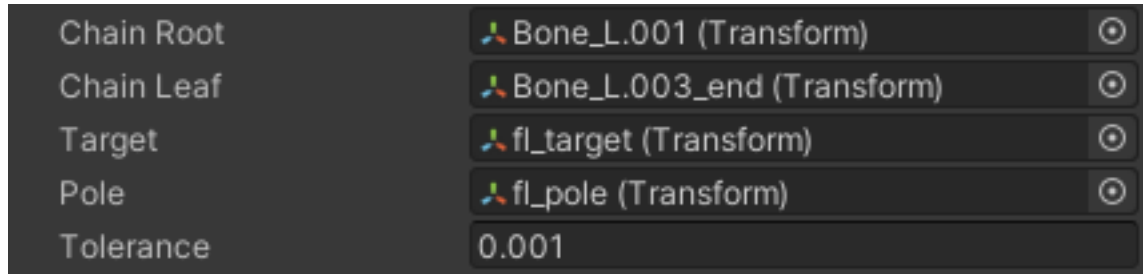 Chain Root Bone_L.001 (Transform)
Chain Leaf Bone_L.003_end (Transform)
Target fl_target (Transform)
Pole fl_pole (Transform)
Tolerance 0.001